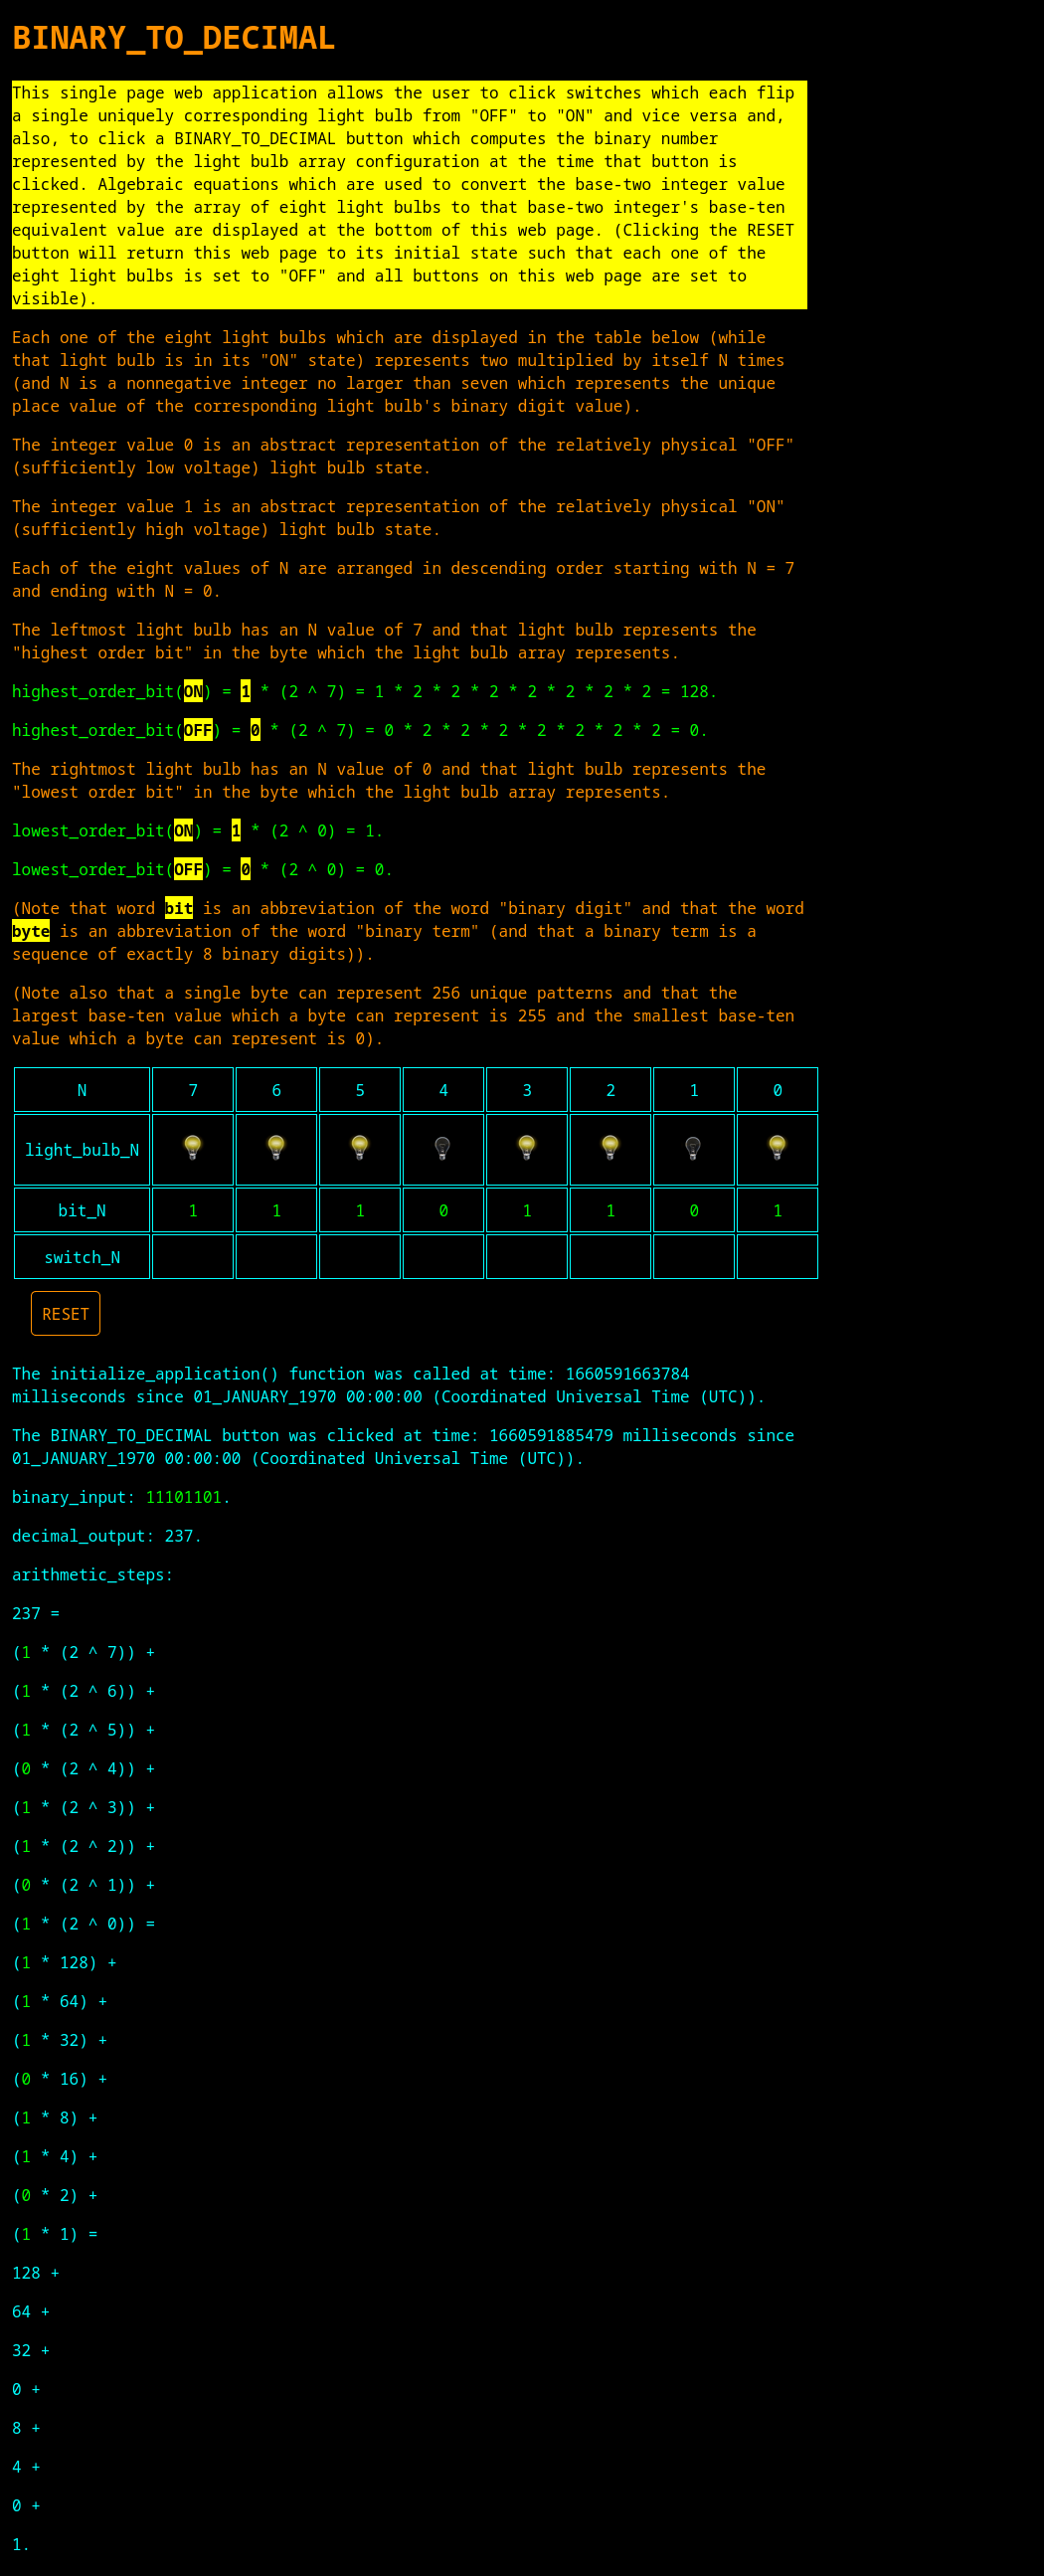 BINARY_TO_DECIMAL
This single page web application allows the user to click switches which each flip
a single uniquely corresponding light bulb from "OFF" to "ON" and vice versa and,
also, to click a BINARY_TO_DECIMAL button which computes the binary number
represented by the light bulb array configuration at the time that button is
clicked. Algebraic equations which are used to convert the base-two integer value
represented by the array of eight light bulbs to that base-two integer's base-ten
equivalent value are displayed at the bottom of this web page. (Clicking the RESET
button will return this web page to its initial state such that each one of the
eight light bulbs is set to "OFF" and all buttons on this web page are set to
visible).
Each one of the eight light bulbs which are displayed in the table below (while
that light bulb is in its "ON" state) represents two multiplied by itself N times
(and N is a nonnegative integer no larger than seven which represents the unique
place value of the corresponding light bulb's binary digit value).
The integer value 0 is an abstract representation of the relatively physical "OFF"
(sufficiently low voltage) light bulb state.
The integer value 1 is an abstract representation of the relatively physical "ON"
(sufficiently high voltage) light bulb state.
Each of the eight values of N are arranged in descending order starting with N = 7
and ending with N = 0.
The leftmost light bulb has an N value of 7 and that light bulb represents the
"highest order bit" in the byte which the light bulb array represents.
highest_order_bit(ON) = 1 * (2 ^ 7) = 1 * 2 * 2 * 2 * 2 * 2 * 2 * 2 = 128.
highest_order_bit(OFF) = 0 * (2 ^ 7) = 0 * 2 * 2 * 2 * 2 * 2 * 2 * 2 = 0.
The rightmost light bulb has an N value of 0 and that light bulb represents the
"lowest order bit" in the byte which the light bulb array represents.
lowest_order_bit(ON) = 1 * (2 ^ 0) = 1.
lowest_order_bit(OFF) = 0 * (2 ^ 0) = 0.
(Note that word bit is an abbreviation of the word "binary digit" and that the word
byte is an abbreviation of the word "binary term" (and that a binary term is a
sequence of exactly 8 binary digits)).
(Note also that a single byte can represent 256 unique patterns and that the
largest base-ten value which a byte can represent is 255 and the smallest base-ten
value which a byte can represent is 0).
N 7 6 5 4 3 2 1 0
light_bulb_N
bit_N 1 1 1 0 1 1 0 1
switch_N
RESET
The initialize_application() function was called at time: 1660591663784
milliseconds since 01_JANUARY_1970 00:00:00 (Coordinated Universal Time (UTC)).
The BINARY_TO_DECIMAL button was clicked at time: 1660591885479 milliseconds since
01_JANUARY_1970 00:00:00 (Coordinated Universal Time (UTC)).
binary_input: 11101101.
decimal_output: 237.
arithmetic_steps:
237 =
(1 * (2 ^ 7)) +
(1 * (2 ^ 6)) +
(1 * (2 ^ 5)) +
(0 * (2 ^ 4)) +
(1 * (2 ^ 3)) +
(1 * (2 ^ 2)) +
(0 * (2 ^ 1)) +
(1 * (2 ^ 0)) =
(1 * 128) +
(1 * 64) +
(1 * 32) +
(0 * 16) +
(1 * 8) +
(1 * 4) +
(0 * 2) +
(1 * 1) =
128 +
64 +
32 +
0 +
8 +
4 +
0 +
1.